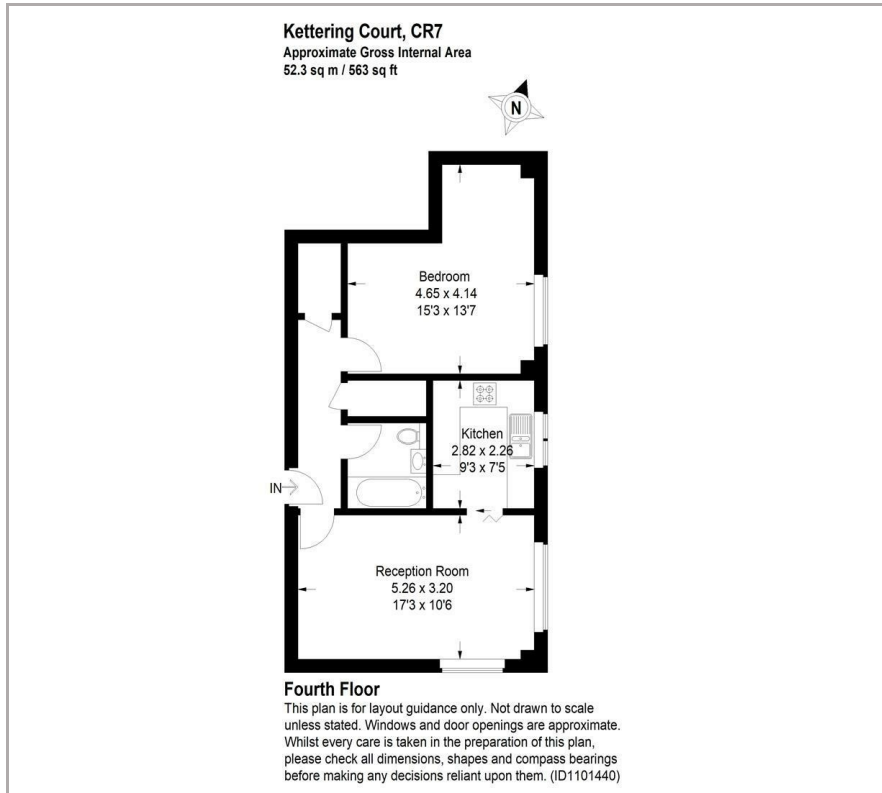 Kettering Court, CR7
Approximate Gross Internal Area
52.3 sq m / 563 sq ft
N
Bedroom
4.65 x 4.14
15'3 x 13'7
Kitchen
2.82 x 2.26
9'3 x 7'5
IN
Reception Room
5.26 x 3.20
17'3 x 10'6
Fourth Floor
This plan is for layout guidance only. Not drawn to scale
unless stated. Windows and door openings are approximate.
Whilst every care is taken in the preparation of this plan,
please check all dimensions, shapes and compass bearings
before making any decisions reliant upon them. (ID1101440)